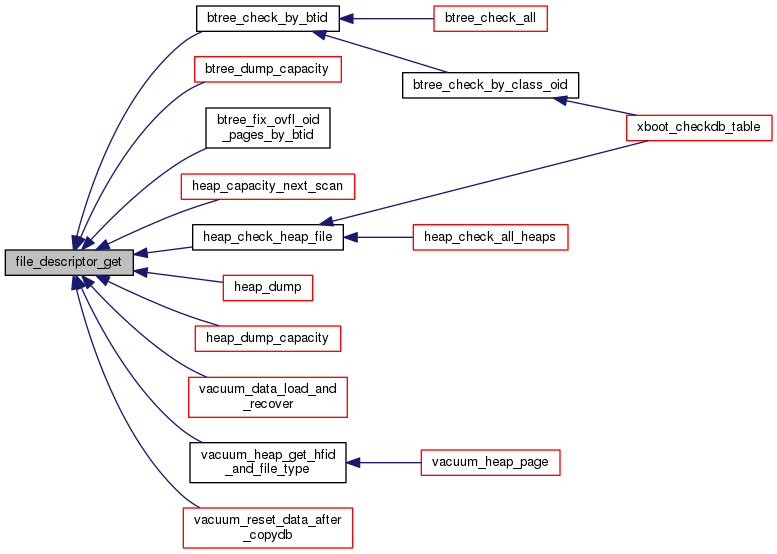 file_descriptor_get
btree_check_by_btid
btree_check_all
btree_dump_capacity
btree_check_by_class_oid
btree_fix_ovfl_oid
_pages_by_btid
xboot_checkdb_table
heap_capacity_next_scan
heap_check_heap_file
heap_check_all_heaps
heap_dump
heap_dump_capacity
vacuum_data_load_and
_recover
vacuum_heap_get_hfid
_and_file_type
vacuum_heap_page
vacuum_reset_data_after
_copydb